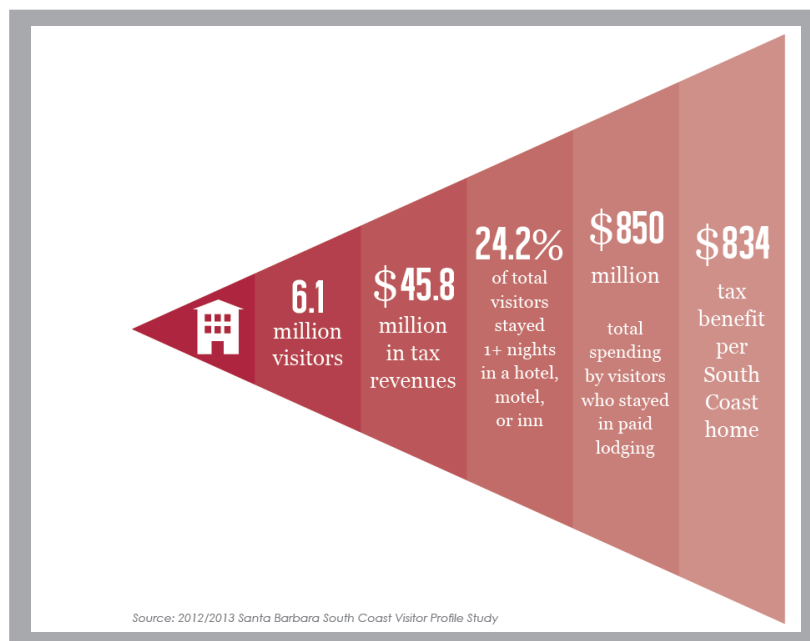 6.1
million
visitors
$45.8
million
in tax
revenues
24.2%
of total
visitors
stayed
1+ nights
in a hotel,
motel,
or inn
$850
million
total
spending
by visitors
who stayed
in paid
lodging
$834
tax
benefit
per
South
Coast
home
Source: 2012/2013 Santa Barbara South Coast Visitor Profile Study